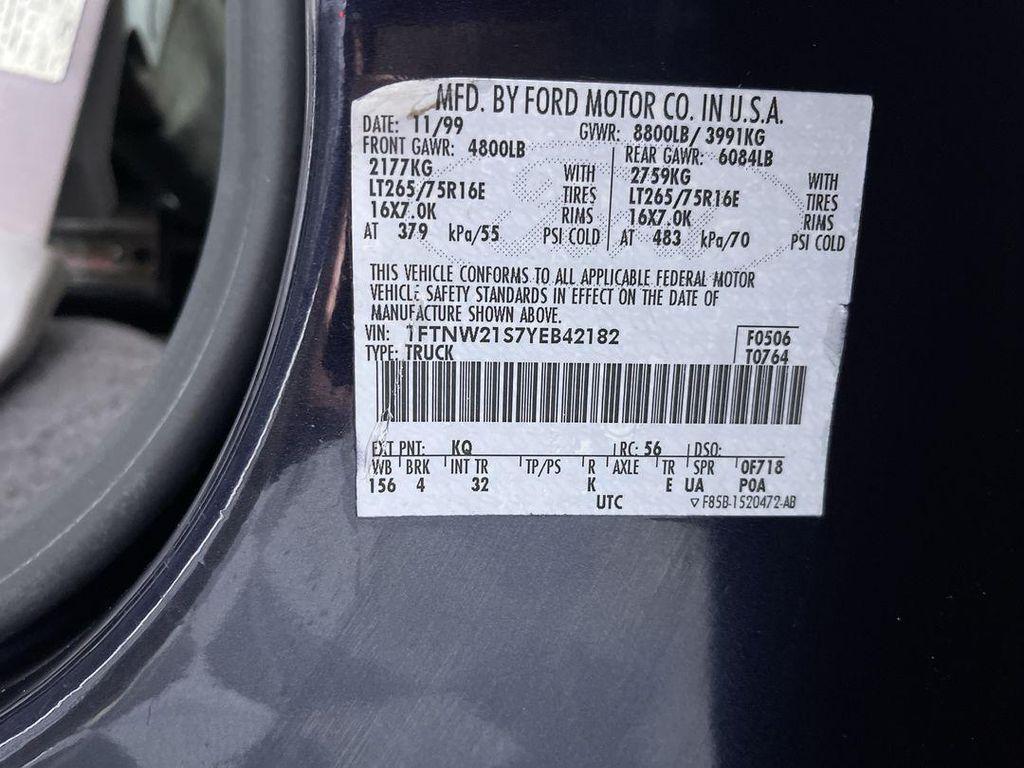 MFD. BY FORD MOTOR CO. IN U.S.A.
DATE: 11/99 GVWR: 8800LB/ 3991KG
FRONT GAWR: 4800LB REAR GAWR: 6084LB
2177KG WITH 2759KG WITH
LT265/75R16E TIRES LT265/75R16E TIRES
16X7.0K RIMS 16X7.0K RIMS
AT 379 kPa/55 PSI COLD AT 483 kPa/70 PSI COLD
THIS VEHICLE CONFORMS TO ALL APPLICABLE FEDERAL MOTOR
VEHICLE SAFETY STANDARDS IN EFFECT ON THE DATE OF
MANUFACTURE SHOWN ABOVE.
VIN: 1FTNW21S7YEB42182 F0506
TYPE: TRUCK T0764
EXT PNT: KQ RC: 56 DSO:
WB BRK INT TR TP/PS R AXLE TR SPR 0F718
156 4 32 K E UA POA
UTC ▽ F85B-1520472-AB